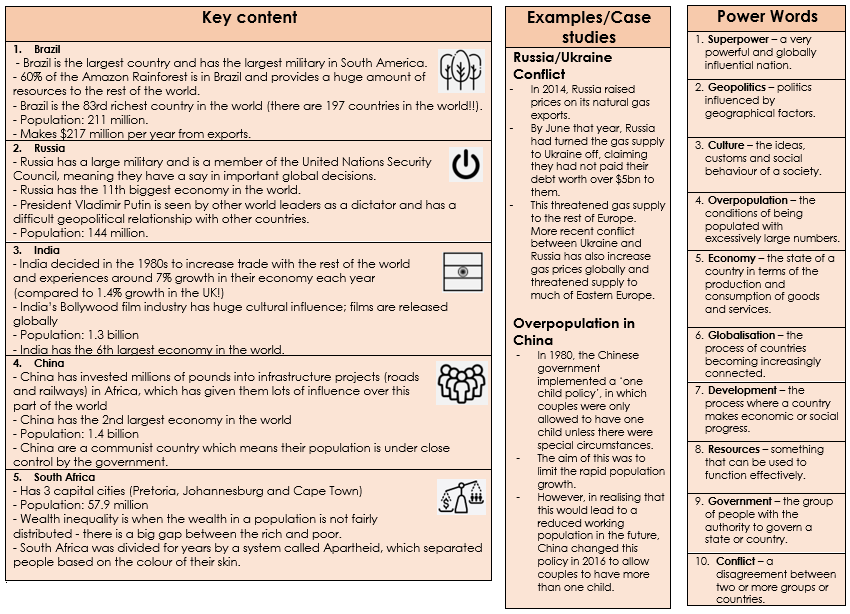 Key content
1. Brazil
- Brazil is the largest country and has the largest military in South America.
- 60% of the Amazon Rainforest is in Brazil and provides a huge amount of
resources to the rest of the world.
- Brazil is the 83rd richest country in the world (there are 197 countries in the world!!).
- Population: 211 million.
- Makes $217 million per year from exports.
2. Russia
- Russia has a large military and is a member of the United Nations Security
Council, meaning they have a say in important global decisions.
- Russia has the 11th biggest economy in the world.
- President Vladimir Putin is seen by other world leaders as a dictator and has a
difficult geopolitical relationship with other countries.
- Population: 144 million.
3. India
- India decided in the 1980s to increase trade with the rest of the world
and experiences around 7% growth in their economy each year
(compared to 1.4% growth in the UK!)
- India's Bollywood film industry has huge cultural influence; films are released
globally
- Population: 1.3 billion
- India has the 6th largest economy in the world.
4. China
- China has invested millions of pounds into infrastructure projects (roads
and railways) in Africa, which has given them lots of influence over this
part of the world
- China has the 2nd largest economy in the world
- Population: 1.4 billion
- China are a communist country which means their population is under close
control by the government.
5. South Africa
- Has 3 capital cities (Pretoria, Johannesburg and Cape Town)
- Population: 57.9 million
- Wealth inequality is when the wealth in a population is not fairly
distributed - there is a big gap between the rich and poor.
- South Africa was divided for years by a system called Apartheid, which separated
people based on the colour of their skin.
Examples/Case
studies
Russia/Ukraine
Conflict
- In 2014, Russia raised
prices on its natural gas
exports.
- By June that year, Russia
had turned the gas supply
to Ukraine off, claiming
they had not paid their
debt worth over $5bn to
them.
- This threatened gas supply
to the rest of Europe.
More recent conflict
between Ukraine and
Russia has also increase
gas prices globally and
threatened supply to
much of Eastern Europe.
Overpopulation in
China
- In 1980, the Chinese
government
implemented a 'one
child policy', in which
couples were only
allowed to have one
child unless there were
special circumstances.
- The aim of this was to
limit the rapid population
growth.
- However, in realising that
this would lead to a
reduced working
population in the future,
China changed this
policy in 2016 to allow
couples to have more
than one child.
Power Words
1. Superpower – a very
powerful and globally
influential nation.
2. Geopolitics – politics
influenced by
geographical factors.
3. Culture – the ideas,
customs and social
behaviour of a society.
4. Overpopulation – the
conditions of being
populated with
excessively large numbers.
5. Economy – the state of a
country in terms of the
production and
consumption of goods
and services.
6. Globalisation – the
process of countries
becoming increasingly
connected.
7. Development – the
process where a country
makes economic or social
progress.
8. Resources – something
that can be used to
function effectively.
9. Government – the group
of people with the
authority to govern a
state or country.
10. Conflict – a
disagreement between
two or more groups or
countries.